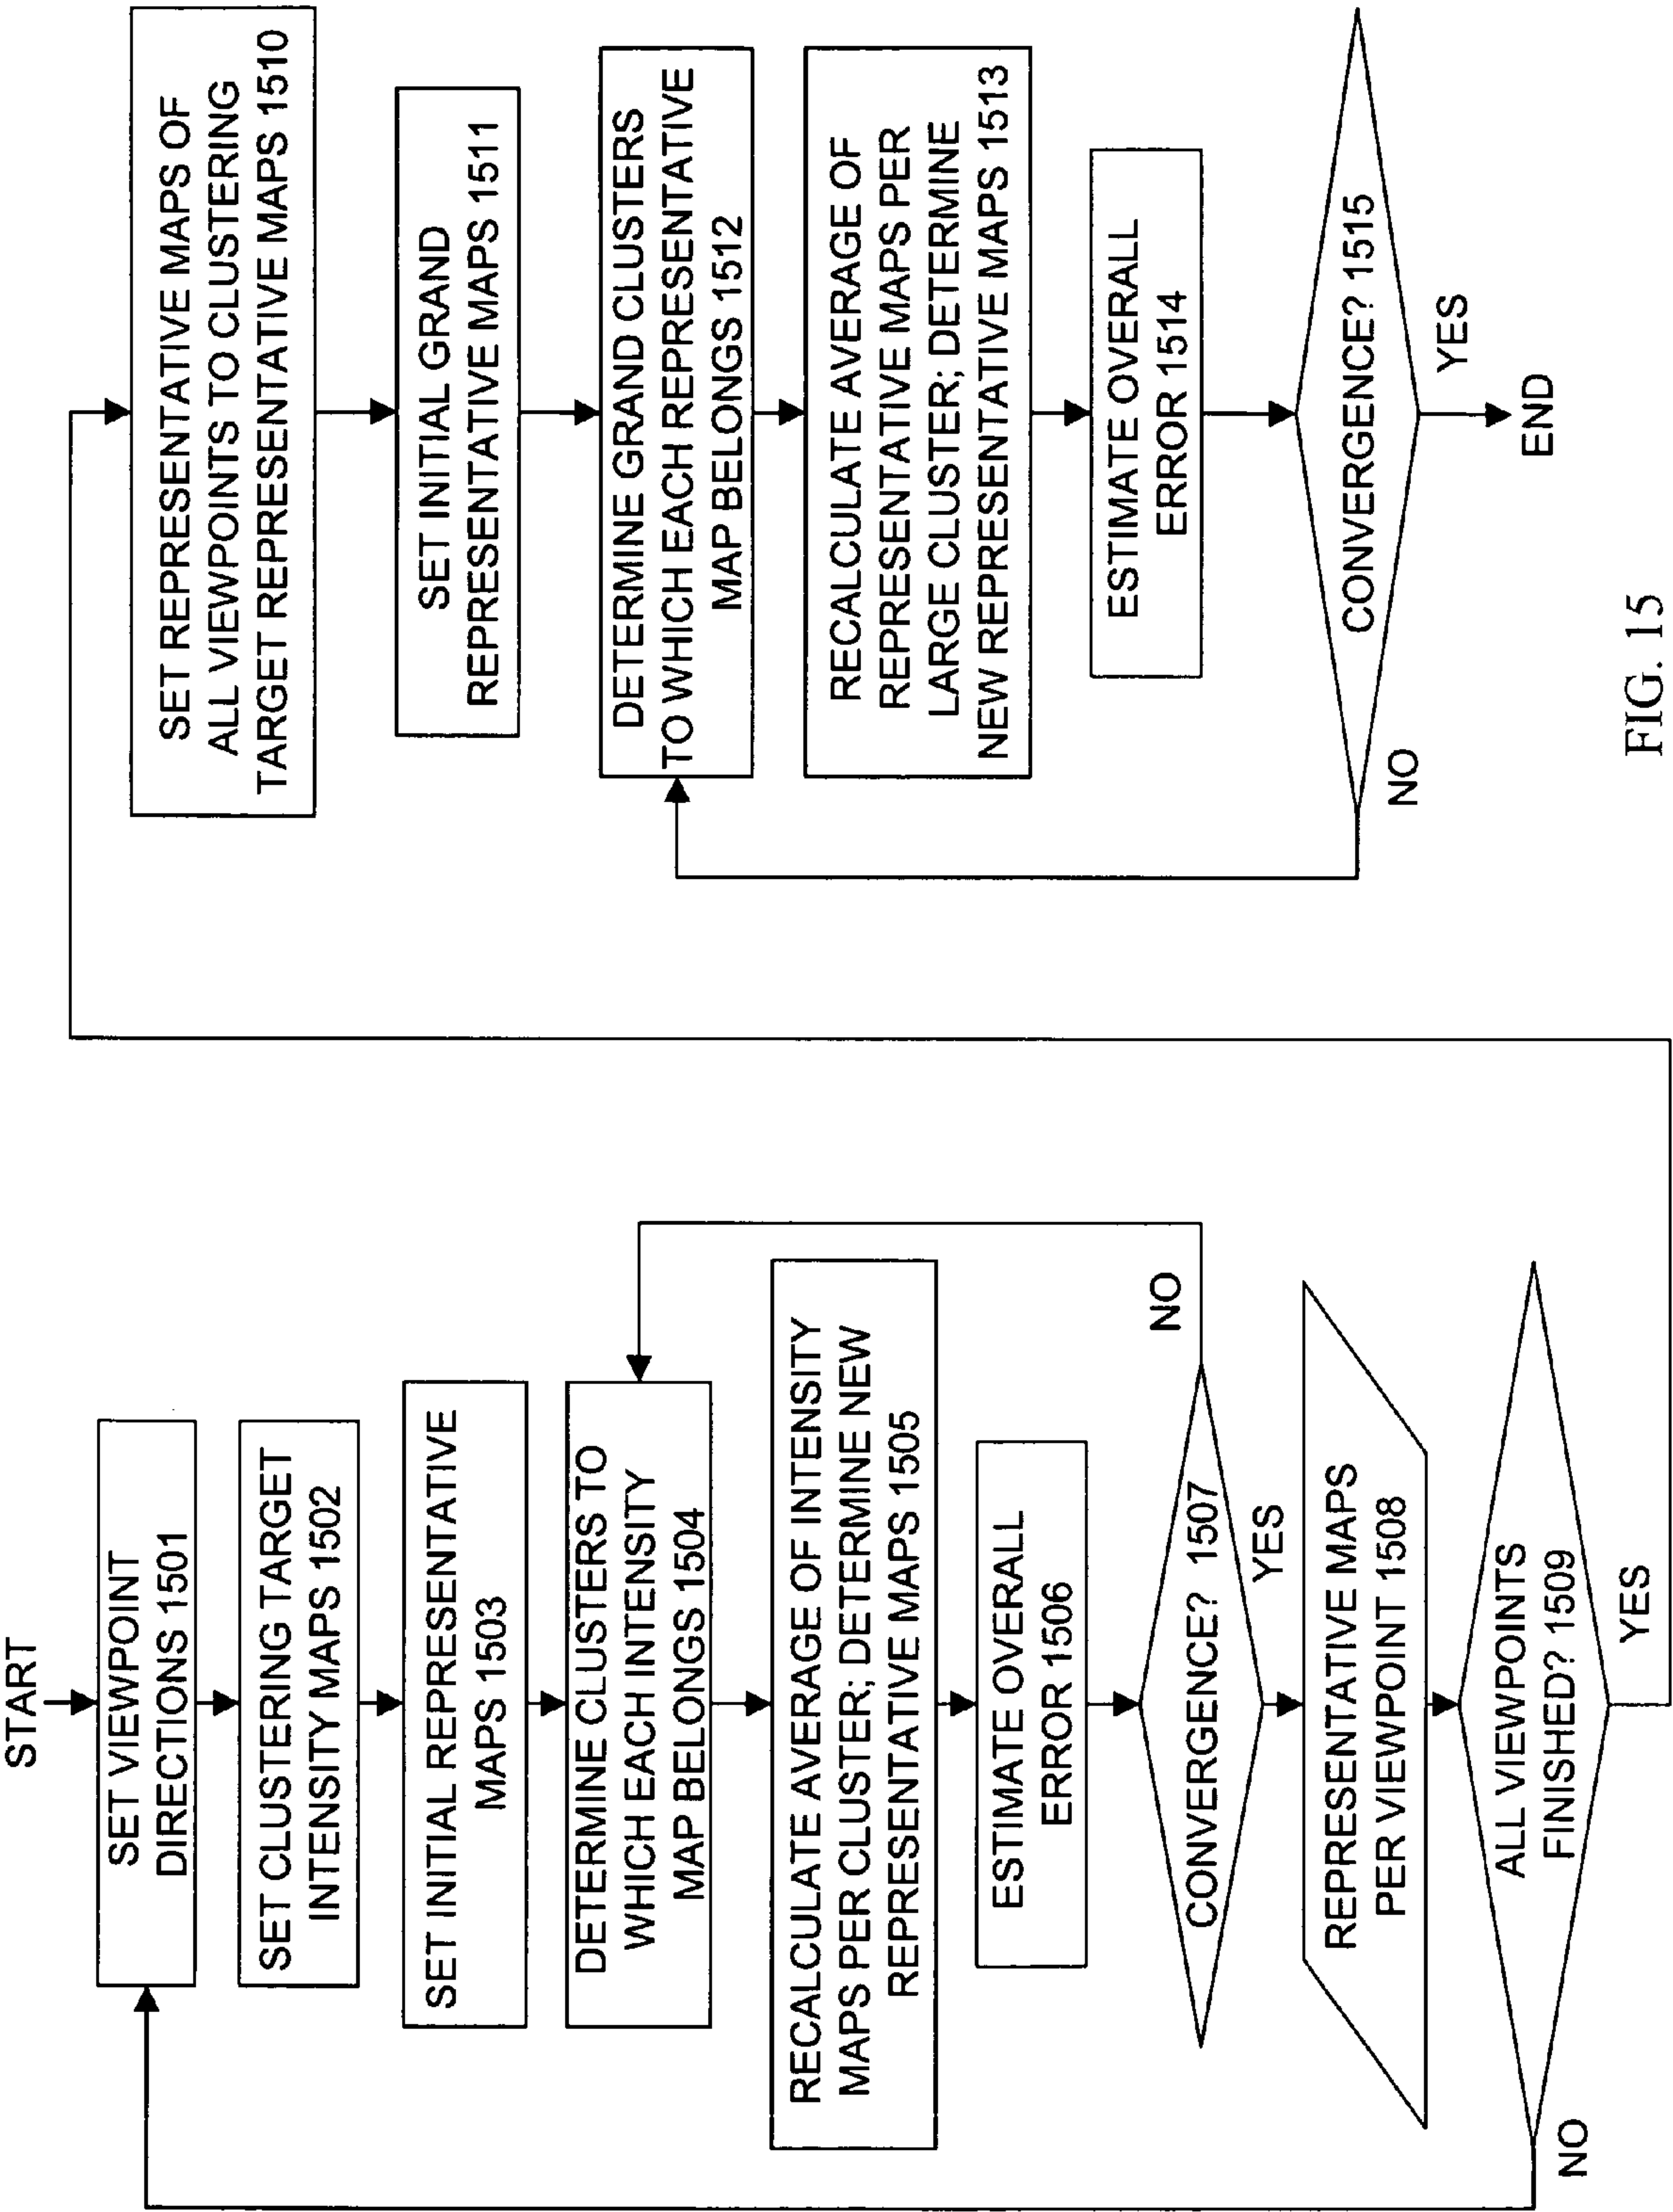 START
SET VIEWPOINT
DIRECTIONS 1501
SET CLUSTERING TARGET
INTENSITY MAPS 1502
SET INITIAL REPRESENTATIVE
MAPS 1503
DETERMINE CLUSTERS TO
WHICH EACH INTENSITY
MAP BELONGS 1504
RECALCULATE AVERAGE OF INTENSITY
MAPS PER CLUSTER; DETERMINE NEW
REPRESENTATIVE MAPS 1505
ESTIMATE OVERALL
ERROR 1506
CONVERGENCE? 1507
NO
YES
REPRESENTATIVE MAPS
PER VIEWPOINT 1508
ALL VIEWPOINTS
FINISHED? 1509
NO
YES
SET REPRESENTATIVE MAPS OF
ALL VIEWPOINTS TO CLUSTERING
TARGET REPRESENTATIVE MAPS 1510
SET INITIAL GRAND
REPRESENTATIVE MAPS 1511
DETERMINE GRAND CLUSTERS
TO WHICH EACH REPRESENTATIVE
MAP BELONGS 1512
RECALCULATE AVERAGE OF
REPRESENTATIVE MAPS PER
LARGE CLUSTER; DETERMINE
NEW REPRESENTATIVE MAPS 1513
ESTIMATE OVERALL
ERROR 1514
CONVERGENCE? 1515
NO
YES
END
FIG. 15